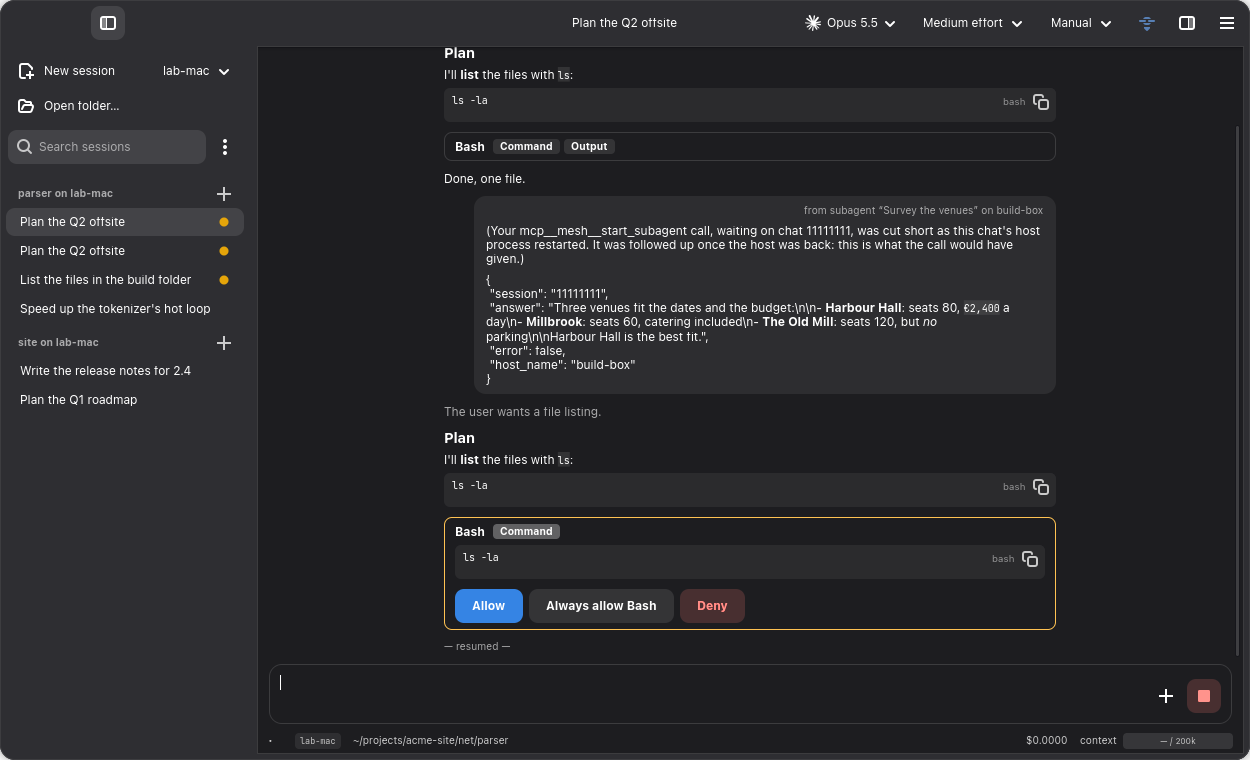 Plan the Q2 offsite
Opus 5.5
Medium effort
Manual
New session
lab-mac
Open folder...
Search sessions
parser on lab-mac
Plan the Q2 offsite
Plan the Q2 offsite
List the files in the build folder
Speed up the tokenizer's hot loop
site on lab-mac
Write the release notes for 2.4
Plan the Q1 roadmap
Plan
I'll list the files with ls:
ls -la
bash
Bash Command Output
Done, one file.
from subagent “Survey the venues” on build-box
(Your mcp__mesh__start_subagent call, waiting on chat 11111111, was cut short as this chat's host
process restarted. It was followed up once the host was back: this is what the call would have
given.)
{
"session": "11111111",
"answer": "Three venues fit the dates and the budget:\n\n- Harbour Hall: seats 80, €2,400 a
day\n- Millbrook: seats 60, catering included\n- The Old Mill: seats 120, but no
parking\n\nHarbour Hall is the best fit.",
"error": false,
"host_name": "build-box"
}
The user wants a file listing.
Plan
I'll list the files with ls:
ls -la
bash
Bash Command
ls -la
bash
Allow
Always allow Bash
Deny
— resumed —
lab-mac
~/projects/acme-site/net/parser
$0.0000
context
— / 200k